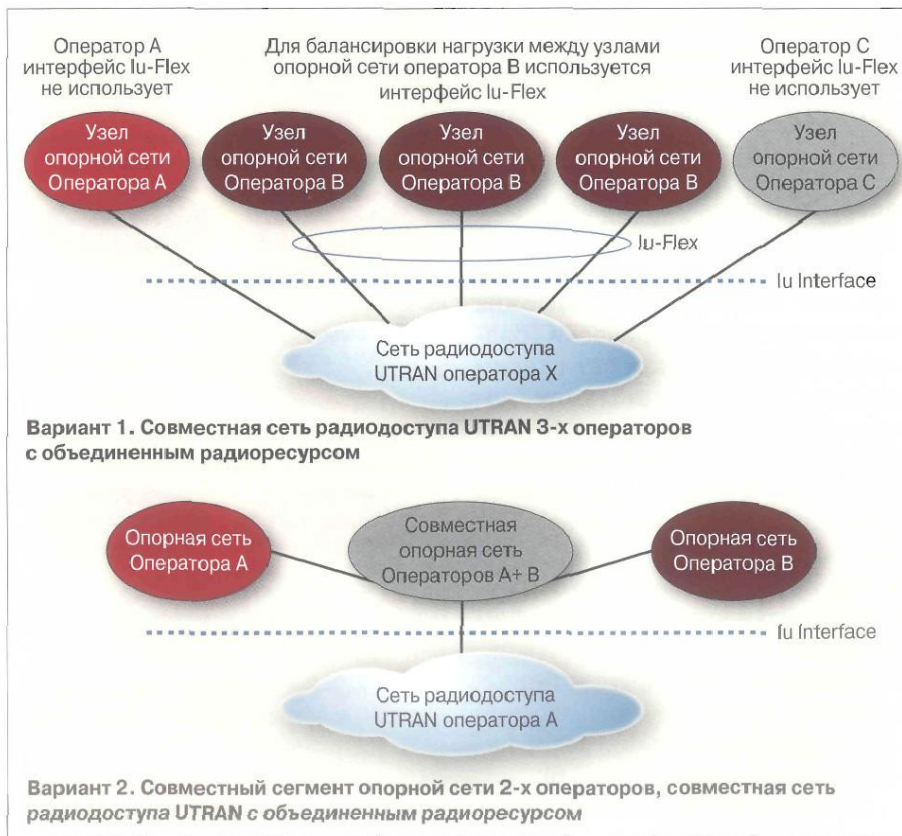 Оператор А
интерфейс Iu-Flex
не использует
Для балансировки нагрузки между узлами
опорной сети оператора В используется
интерфейс Iu-Flex
Оператор С
интерфейс Iu-Flex
не использует
Узел
опорной сети
Оператора А
Узел
опорной сети
Оператора В
Узел
опорной сети
Оператора В
Узел
опорной сети
Оператора В
Узел
опорной сети
Оператора С
Iu-Flex
Iu Interface
Сеть радиодоступа
UTRAN оператора X
Вариант 1. Совместная сеть радиодоступа UTRAN 3-х операторов
с объединенным радиоресурсом
Опорная сеть
Оператора А
Совместная
опорная сеть
Операторов А+ В
Опорная сеть
Оператора В
Iu Interface
Сеть радиодоступа
UTRAN оператора А
Вариант 2. Совместный сегмент опорной сети 2-х операторов, совместная сеть
радиодоступа UTRAN с объединенным радиоресурсом